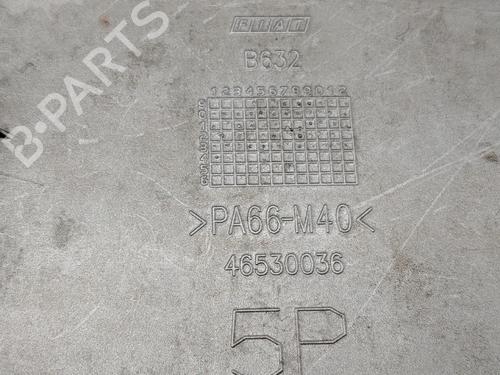 FIAT
B632
1 2 3 4 5 6 7 8 9 0 1 2
>PA66-M40<
46530036
5P
B-PARTS